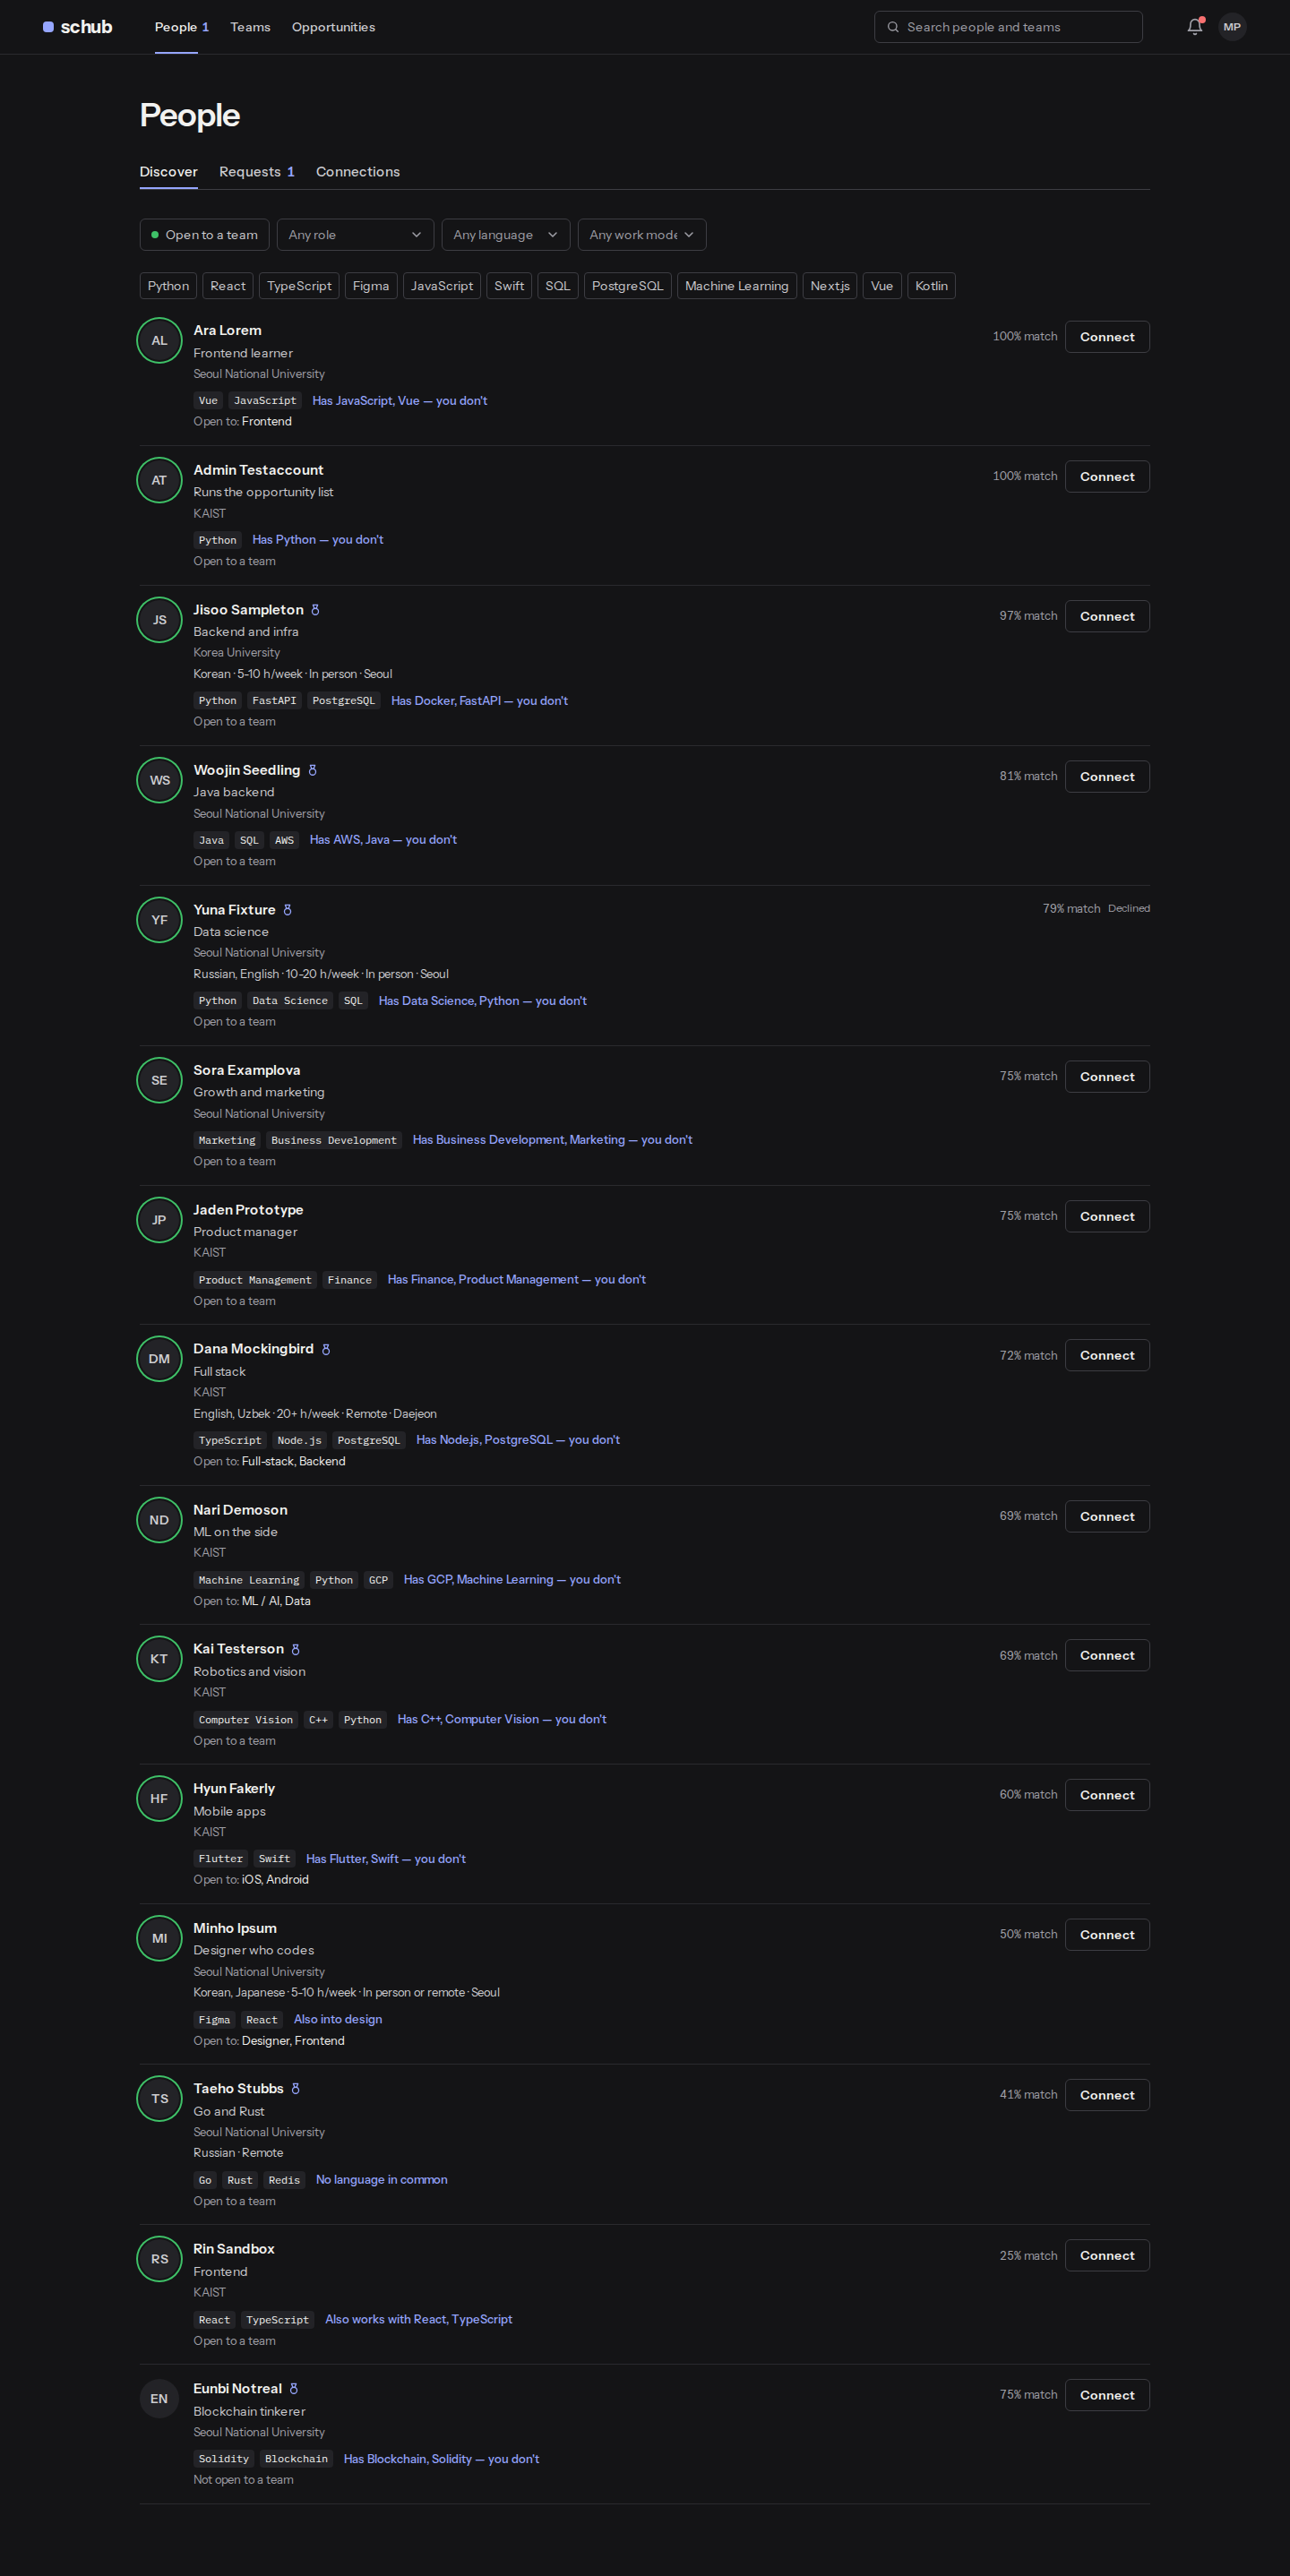 schub People 1 Teams Opportunities Search people and teams MP
People
Discover Requests 1 Connections
Open to a team Any role Any language Any work mode
Python React TypeScript Figma JavaScript Swift SQL PostgreSQL Machine Learning Next.js Vue Kotlin
AL Ara Lorem 100% match Connect
Frontend learner
Seoul National University
Vue JavaScript Has JavaScript, Vue — you don't
Open to: Frontend
AT Admin Testaccount 100% match Connect
Runs the opportunity list
KAIST
Python Has Python — you don't
Open to a team
JS Jisoo Sampleton 97% match Connect
Backend and infra
Korea University
Korean · 5-10 h/week · In person · Seoul
Python FastAPI PostgreSQL Has Docker, FastAPI — you don't
Open to a team
WS Woojin Seedling 81% match Connect
Java backend
Seoul National University
Java SQL AWS Has AWS, Java — you don't
Open to a team
YF Yuna Fixture 79% match Declined
Data science
Seoul National University
Russian, English · 10-20 h/week · In person · Seoul
Python Data Science SQL Has Data Science, Python — you don't
Open to a team
SE Sora Examplova 75% match Connect
Growth and marketing
Seoul National University
Marketing Business Development Has Business Development, Marketing — you don't
Open to a team
JP Jaden Prototype 75% match Connect
Product manager
KAIST
Product Management Finance Has Finance, Product Management — you don't
Open to a team
DM Dana Mockingbird 72% match Connect
Full stack
KAIST
English, Uzbek · 20+ h/week · Remote · Daejeon
TypeScript Node.js PostgreSQL Has Node.js, PostgreSQL — you don't
Open to: Full-stack, Backend
ND Nari Demoson 69% match Connect
ML on the side
KAIST
Machine Learning Python GCP Has GCP, Machine Learning — you don't
Open to: ML / AI, Data
KT Kai Testerson 69% match Connect
Robotics and vision
KAIST
Computer Vision C++ Python Has C++, Computer Vision — you don't
Open to a team
HF Hyun Fakerly 60% match Connect
Mobile apps
KAIST
Flutter Swift Has Flutter, Swift — you don't
Open to: iOS, Android
MI Minho Ipsum 50% match Connect
Designer who codes
Seoul National University
Korean, Japanese · 5-10 h/week · In person or remote · Seoul
Figma React Also into design
Open to: Designer, Frontend
TS Taeho Stubbs 41% match Connect
Go and Rust
Seoul National University
Russian · Remote
Go Rust Redis No language in common
Open to a team
RS Rin Sandbox 25% match Connect
Frontend
KAIST
React TypeScript Also works with React, TypeScript
Open to a team
EN Eunbi Notreal 75% match Connect
Blockchain tinkerer
Seoul National University
Solidity Blockchain Has Blockchain, Solidity — you don't
Not open to a team